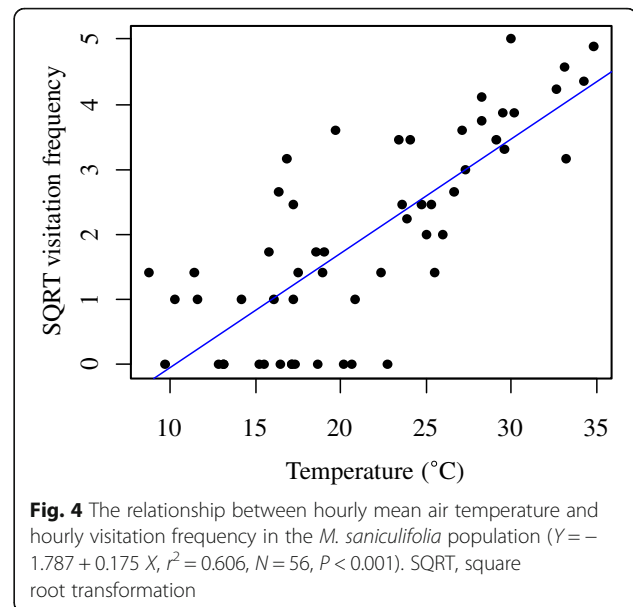 SQRT visitation frequency
5
4
3
2
1
0
10 15 20 25 30 35
Temperature (°C)
Fig. 4 The relationship between hourly mean air temperature and
hourly visitation frequency in the M. saniculifolia population (Y = −
1.787 + 0.175 X, r² = 0.606, N = 56, P < 0.001). SQRT, square
root transformation